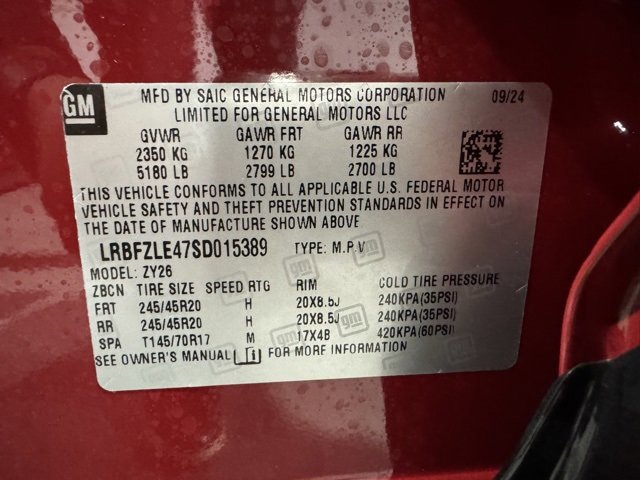 GM
MFD BY SAIC GENERAL MOTORS CORPORATION 09/24
LIMITED FOR GENERAL MOTORS LLC
GVWR GAWR FRT GAWR RR
2350 KG 1270 KG 1225 KG
5180 LB 2799 LB 2700 LB
THIS VEHICLE CONFORMS TO ALL APPLICABLE U.S. FEDERAL MOTOR
VEHICLE SAFETY AND THEFT PREVENTION STANDARDS IN EFFECT ON
THE DATE OF MANUFACTURE SHOWN ABOVE
LRBFZLE47SD015389 TYPE: M.P.V
MODEL: ZY26
ZBCN TIRE SIZE SPEED RTG RIM COLD TIRE PRESSURE
FRT 245/45R20 H 20X8.5J 240KPA(35PSI)
RR 245/45R20 H 20X8.5J 240KPA(35PSI)
SPA T145/70R17 M 17X4B 420KPA(60PSI)
SEE OWNER'S MANUAL FOR MORE INFORMATION